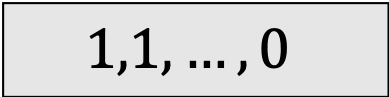 1,1, … , 0